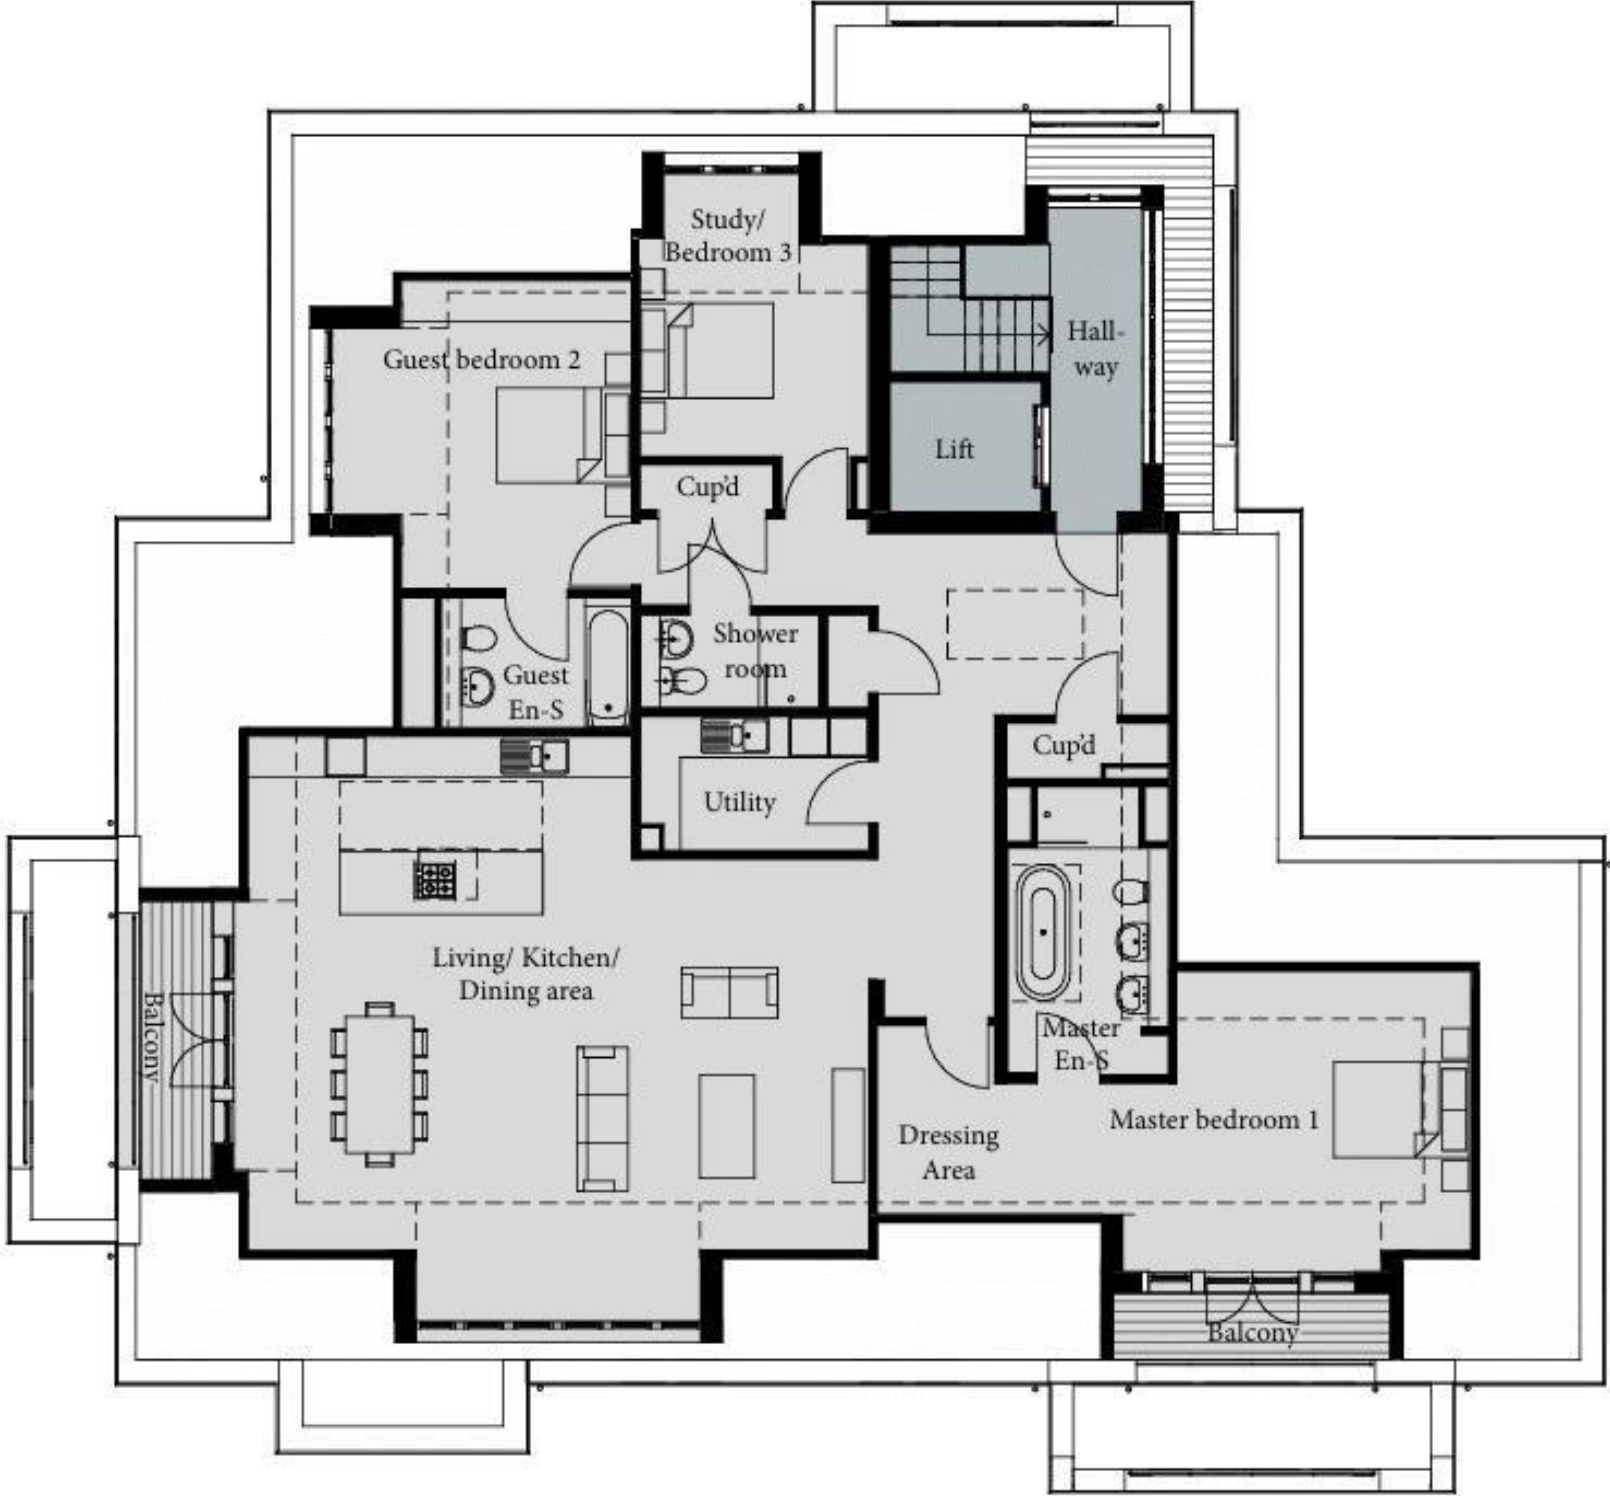 Study/
Bedroom 3
Guest bedroom 2
Hall-
way
Lift
Cup'd
Shower
room
Guest
En-S
Cup'd
Utility
Living/ Kitchen/
Dining area
Balcony
Master
En-S
Master bedroom 1
Dressing
Area
Balcony